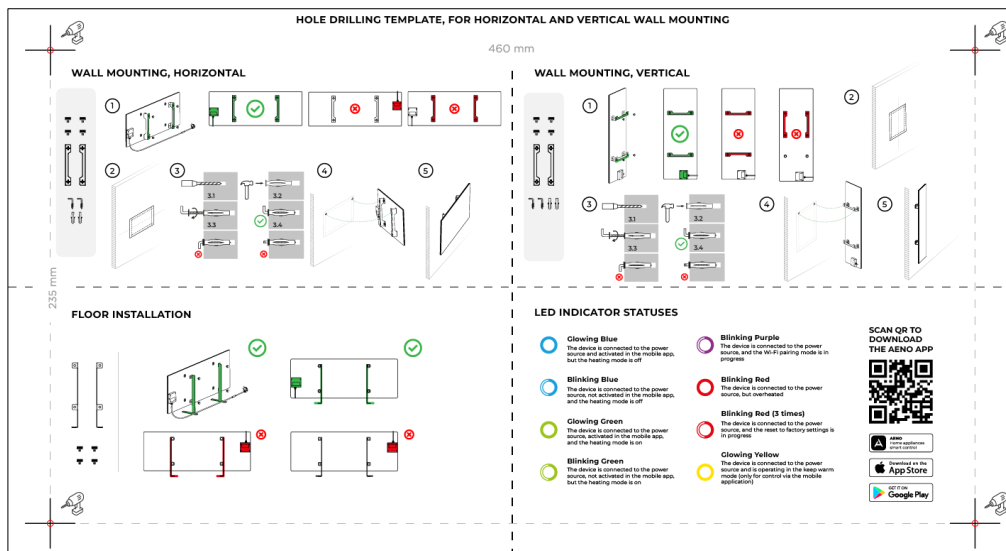 HOLE DRILLING TEMPLATE, FOR HORIZONTAL AND VERTICAL WALL MOUNTING
460 mm
235 mm
WALL MOUNTING, HORIZONTAL
1
2
3
3.1
3.2
3.3
3.4
4
5
WALL MOUNTING, VERTICAL
1
2
3
3.1
3.2
3.3
3.4
4
5
FLOOR INSTALLATION
LED INDICATOR STATUSES
Glowing Blue
The device is connected to the power
source and activated in the mobile app,
but the heating mode is off
Blinking Blue
The device is connected to the power
source, not activated in the mobile app,
and the heating mode is off
Glowing Green
The device is connected to the power
source, activated in the mobile app,
and the heating mode is on
Blinking Green
The device is connected to the power
source, not activated in the mobile app,
but the heating mode is on
Blinking Purple
The device is connected to the power
source, and the Wi-Fi pairing mode is in
progress
Blinking Red
The device is connected to the power
source, but overheated
Blinking Red (3 times)
The device is connected to the power
source, and the reset to factory settings is
in progress
Glowing Yellow
The device is connected to the power
source and is operating in the keep warm
mode (only for control via the mobile
application)
SCAN QR TO
DOWNLOAD
THE AENO APP
AENO
Home appliances
smart control
Download on the
App Store
GET IT ON
Google Play